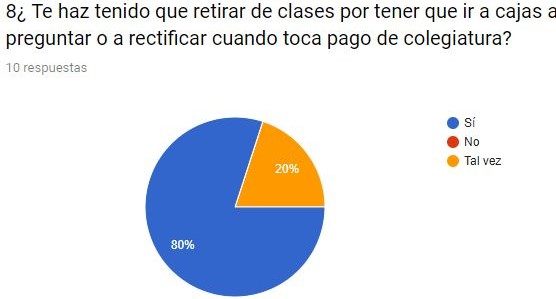 8¿ Te haz tenido que retirar de clases por tener que ir a cajas a
preguntar o a rectificar cuando toca pago de colegiatura?
10 respuestas
Sí
No
Tal vez
20%
80%